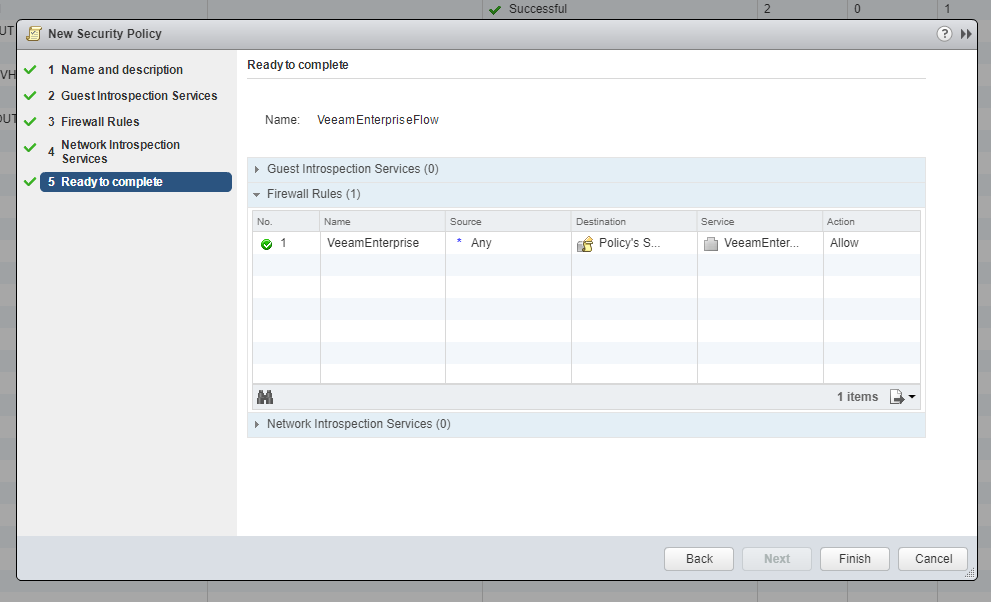 Successful 2 0 1
UT
New Security Policy ?
VH
OUT
1 Name and description
2 Guest Introspection Services
3 Firewall Rules
4 Network Introspection
Services
5 Ready to complete
Ready to complete
Name: VeeamEnterpriseFlow
Guest Introspection Services (0)
Firewall Rules (1)
No. Name Source Destination Service Action
1 VeeamEnterprise * Any Policy's S... VeeamEnter... Allow
1 items
Network Introspection Services (0)
Back Next Finish Cancel